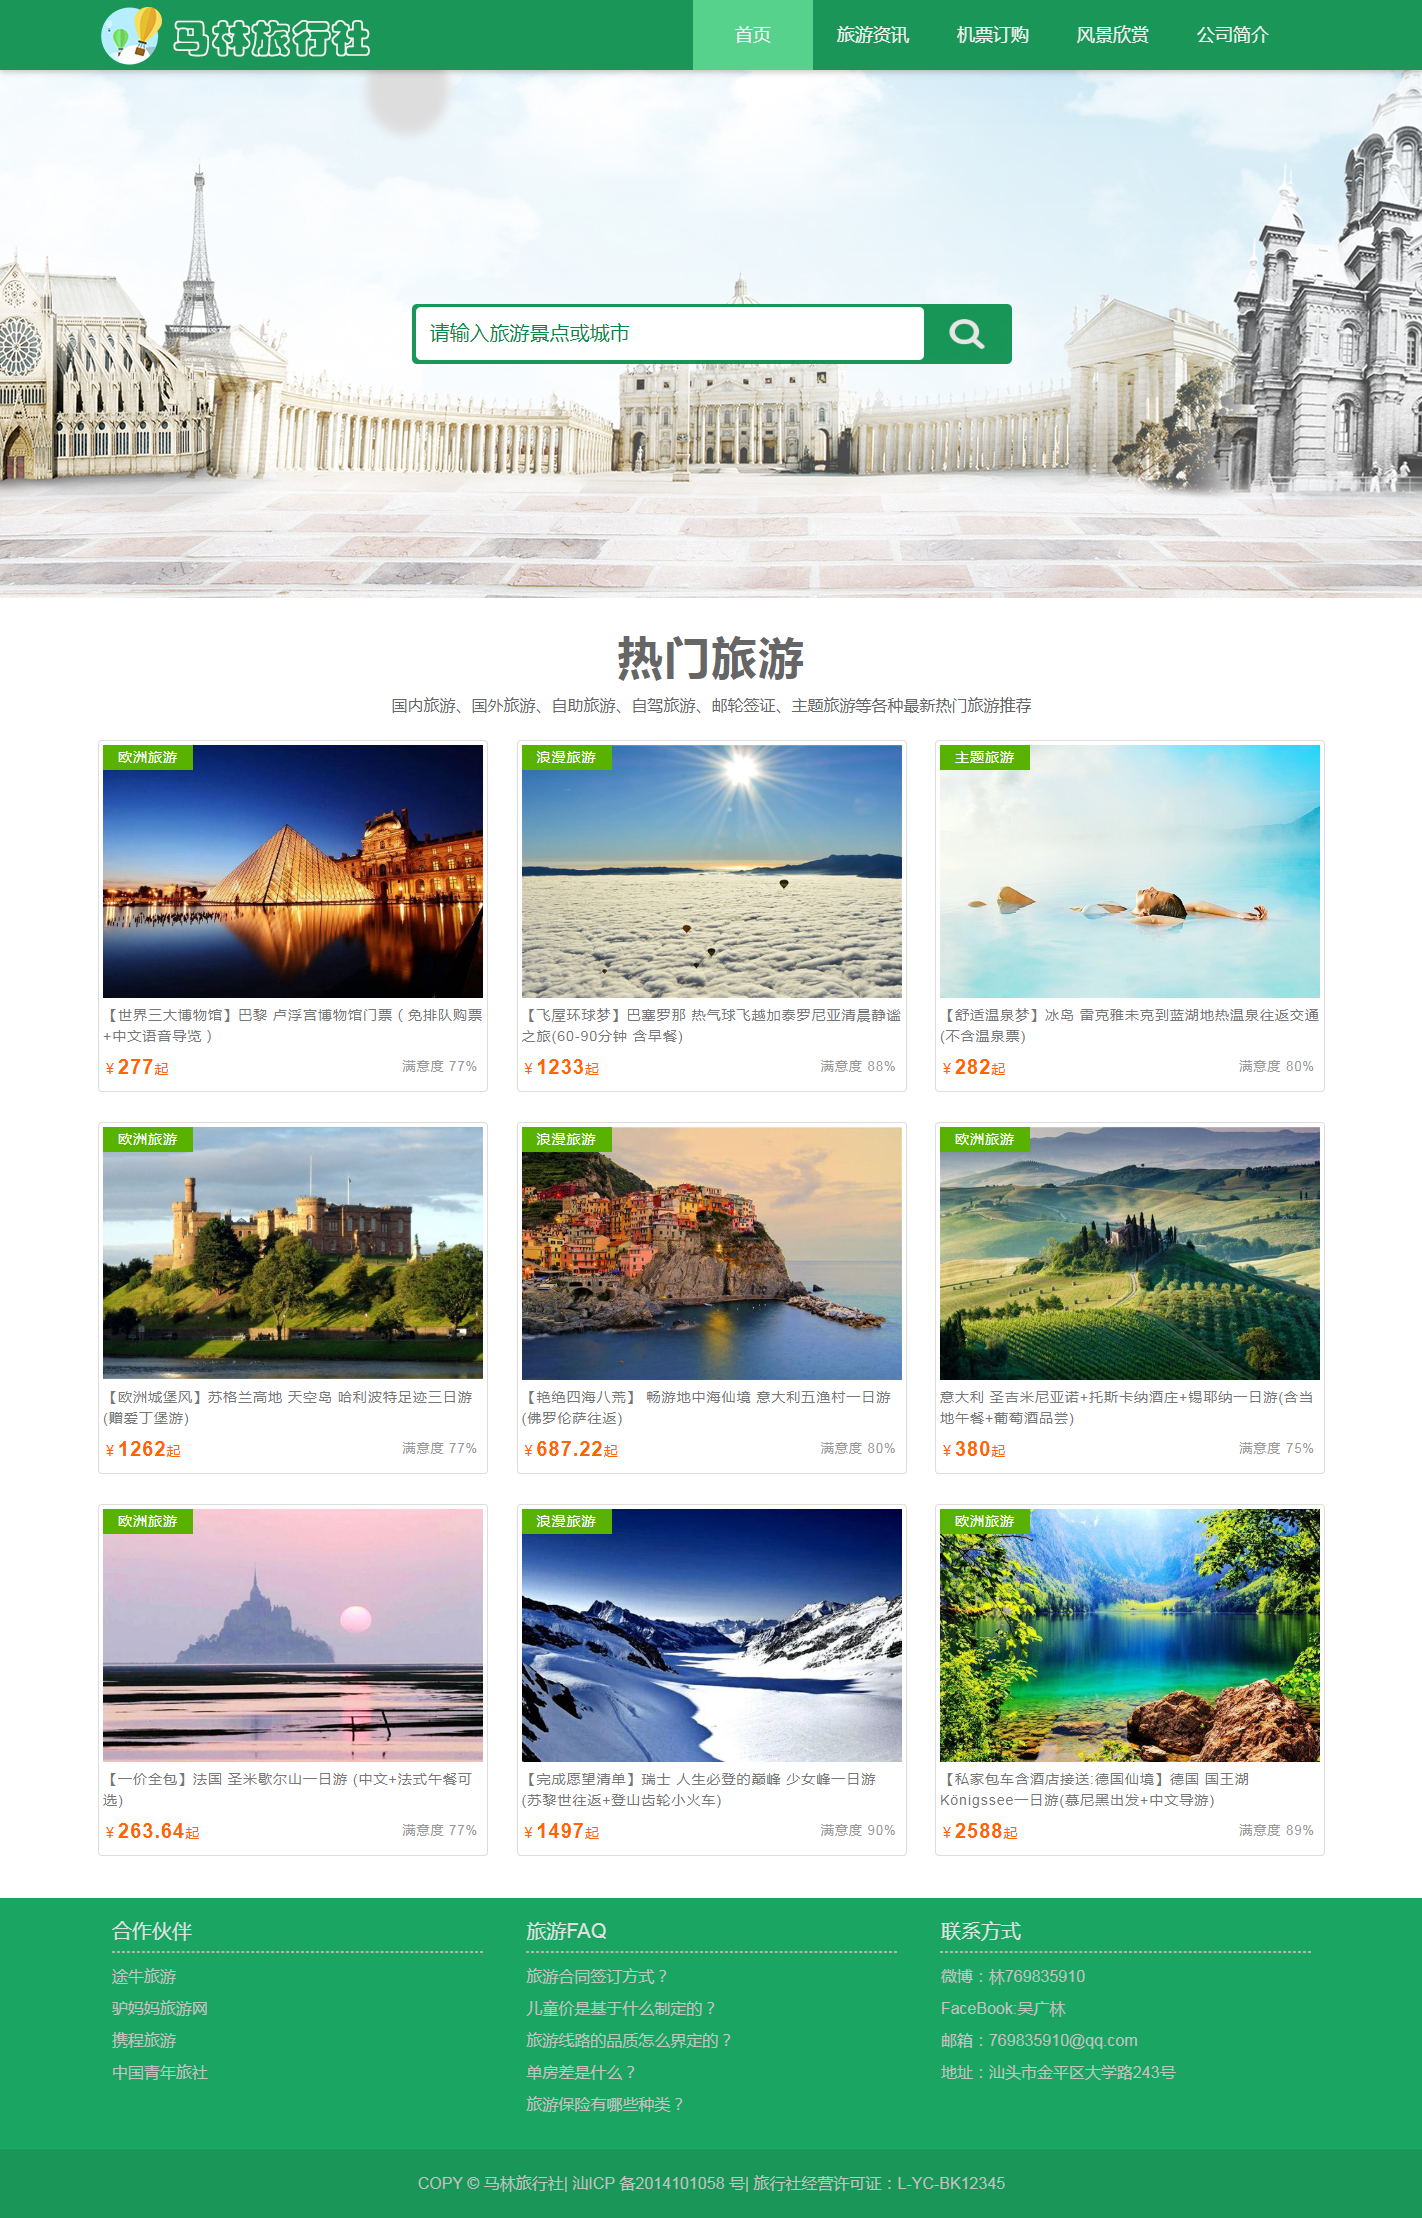 马林旅行社
首页 旅游资讯 机票订购 风景欣赏 公司简介
请输入旅游景点或城市
热门旅游
国内旅游、国外旅游、自助旅游、自驾旅游、邮轮签证、主题旅游等各种最新热门旅游推荐
欧洲旅游
【世界三大博物馆】巴黎 卢浮宫博物馆门票（免排队购票
+中文语音导览）
￥277起 满意度 77%
浪漫旅游
【飞屋环球梦】巴塞罗那 热气球飞越加泰罗尼亚清晨静谧
之旅(60-90分钟 含早餐)
￥1233起 满意度 88%
主题旅游
【舒适温泉梦】冰岛 雷克雅未克到蓝湖地热温泉往返交通
(不含温泉票)
￥282起 满意度 80%
欧洲旅游
【欧洲城堡风】苏格兰高地 天空岛 哈利波特足迹三日游
(赠爱丁堡游)
￥1262起 满意度 77%
浪漫旅游
【艳绝四海八荒】 畅游地中海仙境 意大利五渔村一日游
(佛罗伦萨往返)
￥687.22起 满意度 80%
欧洲旅游
意大利 圣吉米尼亚诺+托斯卡纳酒庄+锡耶纳一日游(含当
地午餐+葡萄酒品尝)
￥380起 满意度 75%
欧洲旅游
【一价全包】法国 圣米歇尔山一日游 (中文+法式午餐可
选)
￥263.64起 满意度 77%
浪漫旅游
【完成愿望清单】瑞士 人生必登的巅峰 少女峰一日游
(苏黎世往返+登山齿轮小火车)
￥1497起 满意度 90%
欧洲旅游
【私家包车含酒店接送:德国仙境】德国 国王湖
Königssee一日游(慕尼黑出发+中文导游)
￥2588起 满意度 89%
合作伙伴
途牛旅游
驴妈妈旅游网
携程旅游
中国青年旅社
旅游FAQ
旅游合同签订方式？
儿童价是基于什么制定的？
旅游线路的品质怎么界定的？
单房差是什么？
旅游保险有哪些种类？
联系方式
微博：林769835910
FaceBook:吴广林
邮箱：769835910@qq.com
地址：汕头市金平区大学路243号
COPY © 马林旅行社| 汕ICP 备2014101058 号| 旅行社经营许可证：L-YC-BK12345